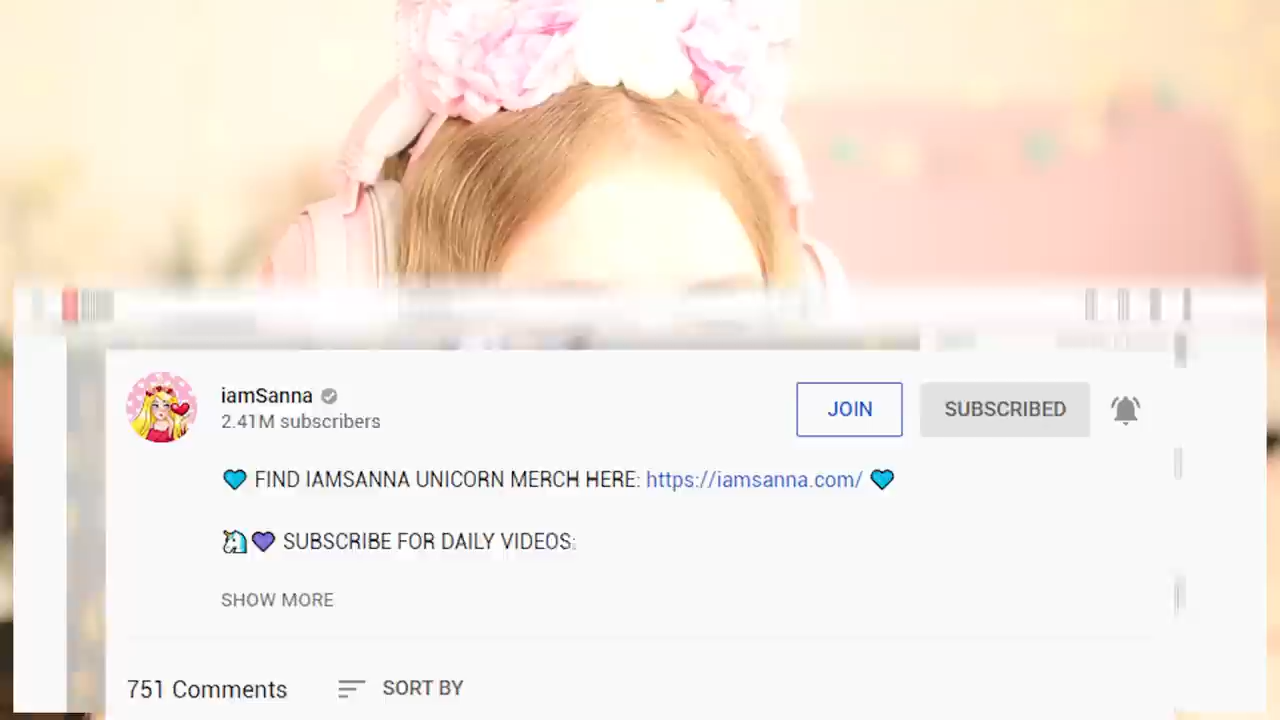 iamSanna
2.41M subscribers
JOIN
SUBSCRIBED
FIND IAMSANNA UNICORN MERCH HERE: https://iamsanna.com/
SUBSCRIBE FOR DAILY VIDEOS:
SHOW MORE
751 Comments
SORT BY